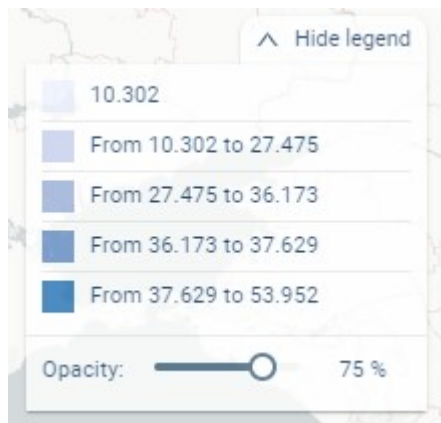 Hide legend
10.302
From 10.302 to 27.475
From 27.475 to 36.173
From 36.173 to 37.629
From 37.629 to 53.952
Opacity: 75 %